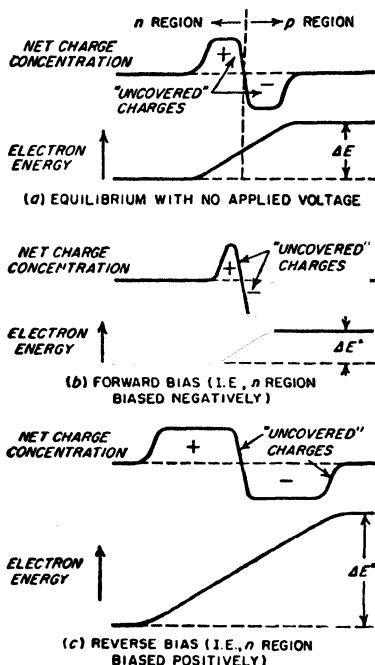 n REGION p REGION
NET CHARGE
CONCENTRATION
+
-
"UNCOVERED"
CHARGES
ELECTRON
ENERGY
ΔE
(a) EQUILIBRIUM WITH NO APPLIED VOLTAGE
NET CHARGE
CONCENTRATION
"UNCOVERED"
CHARGES
+
-
ELECTRON
ENERGY
ΔE"
(b) FORWARD BIAS (I.E., n REGION
BIASED NEGATIVELY)
NET CHARGE
CONCENTRATION
"UNCOVERED"
CHARGES
+
-
ELECTRON
ENERGY
ΔE"
(c) REVERSE BIAS (I.E., n REGION
BIASED POSITIVELY)